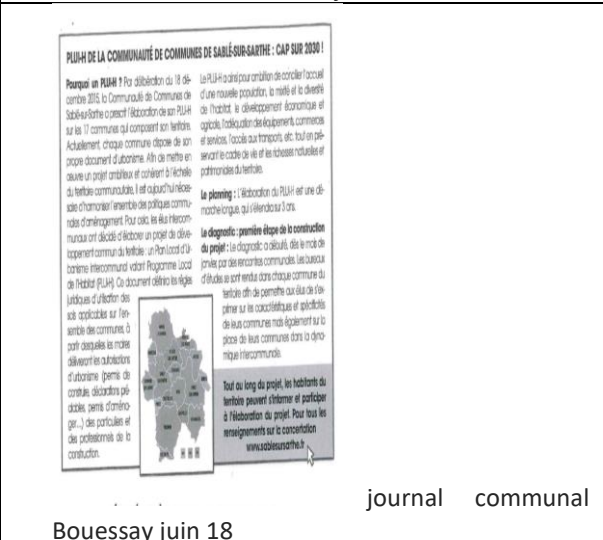 PLUI-H DE LA COMMUNAUTÉ DE COMMUNES DE SABLÉ-SUR-SARTHE : CAP SUR 2030 !
Pourquoi un PLUI-H ? Par délibération du 18 dé-
cembre 2015, la Communauté de Communes de
Sablé-sur-Sarthe a prescrit l'élaboration de son PLUI-H
sur les 17 communes qui composent son territoire.
Actuellement, chaque commune dispose de son
propre document d'urbanisme. Afin de mettre en
œuvre un projet ambitieux et cohérent à l'échelle
du territoire communautaire, il est aujourd'hui néces-
saire d'harmoniser l'ensemble des politiques commu-
nales d'aménagement. Pour cela, les élus intercom-
munaux ont décidé d'élaborer un projet de déve-
loppement commun du territoire : un Plan Local d'Ur-
banisme Intercommunal valant Programme Local
de l'Habitat (PLUI-H). Ce document définira les règles
juridiques d'utilisation des
sols applicables sur l'en-
semble des communes, à
partir desquelles les maires
délivreront les autorisations
d'urbanisme (permis de
construire, déclarations pré-
alables, permis d'aména-
ger...) des particuliers et
des professionnels de la
construction.
Le PLUI-H a ainsi pour ambition de concilier l'accueil
d'une nouvelle population, la mixité et la diversité
de l'habitat, le développement économique et
agricole, l'adéquation des équipements, commerces
et services, l'accès aux transports, etc. tout en pré-
servant le cadre de vie et les richesses naturelles et
patrimoniales du territoire.
Le planning : L'élaboration du PLUI-H est une dé-
marche longue, qui s'étendra sur 3 ans.
Le diagnostic : première étape de la construction
du projet : Le diagnostic a débuté, dès le mois de
janvier, par des rencontres communales. Les bureaux
d'études se sont rendus dans chaque commune du
territoire afin de permettre aux élus de s'ex-
primer sur les caractéristiques et spécificités
de leurs communes mais également sur la
place de leurs communes dans la dyna-
mique intercommunale.
Tout au long du projet, les habitants du
territoire peuvent s'informer et participer
à l'élaboration du projet. Pour tous les
renseignements sur la concertation
www.sablesursarthe.fr
journal communal
Bouessay juin 18